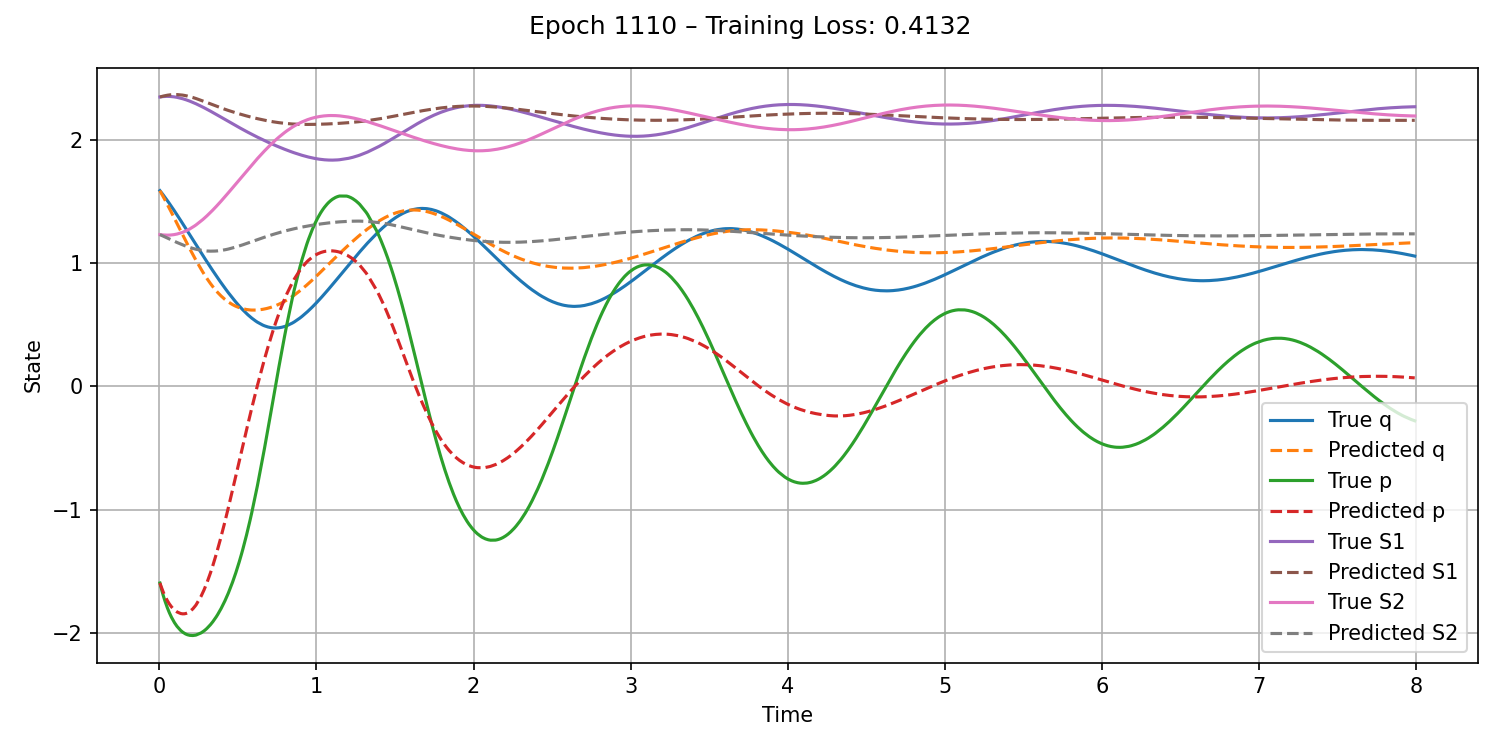 Epoch 1110 – Training Loss: 0.4132
State
2
1
0
−1
−2
0 1 2 3 4 5 6 7 8
Time
True q
Predicted q
True p
Predicted p
True S1
Predicted S1
True S2
Predicted S2